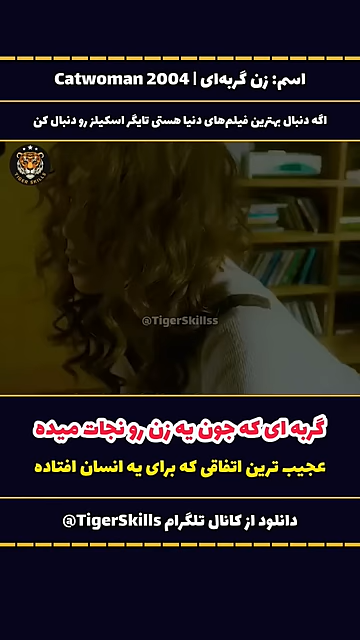 اسم: زن گربه‌ای | Catwoman 2004
اگه دنبال بهترین فیلم‌های دنیا هستی تایگر اسکیلز رو دنبال کن
TIGER SKILLS
@TigerSkillss
گربه ای که جون یه زن رو نجات میده
عجیب ترین اتفاقی که برای یه انسان افتاده
دانلود از کانال تلگرام TigerSkills@